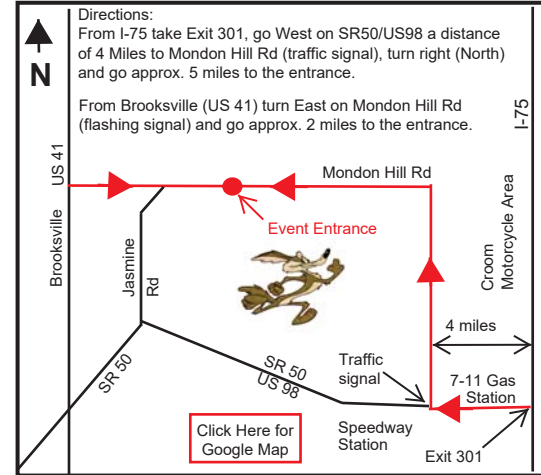 Directions:
From I-75 take Exit 301, go West on SR50/US98 a distance
of 4 Miles to Mondon Hill Rd (traffic signal), turn right (North)
and go approx. 5 miles to the entrance.
From Brooksville (US 41) turn East on Mondon Hill Rd
(flashing signal) and go approx. 2 miles to the entrance.
N
I-75
US 41
Mondon Hill Rd
Event Entrance
Brooksville
Jasmine
Rd
Croom
Motorcycle Area
4 miles
SR 50
SR 50
US 98
Traffic
signal
7-11 Gas
Station
Click Here for
Google Map
Speedway
Station
Exit 301